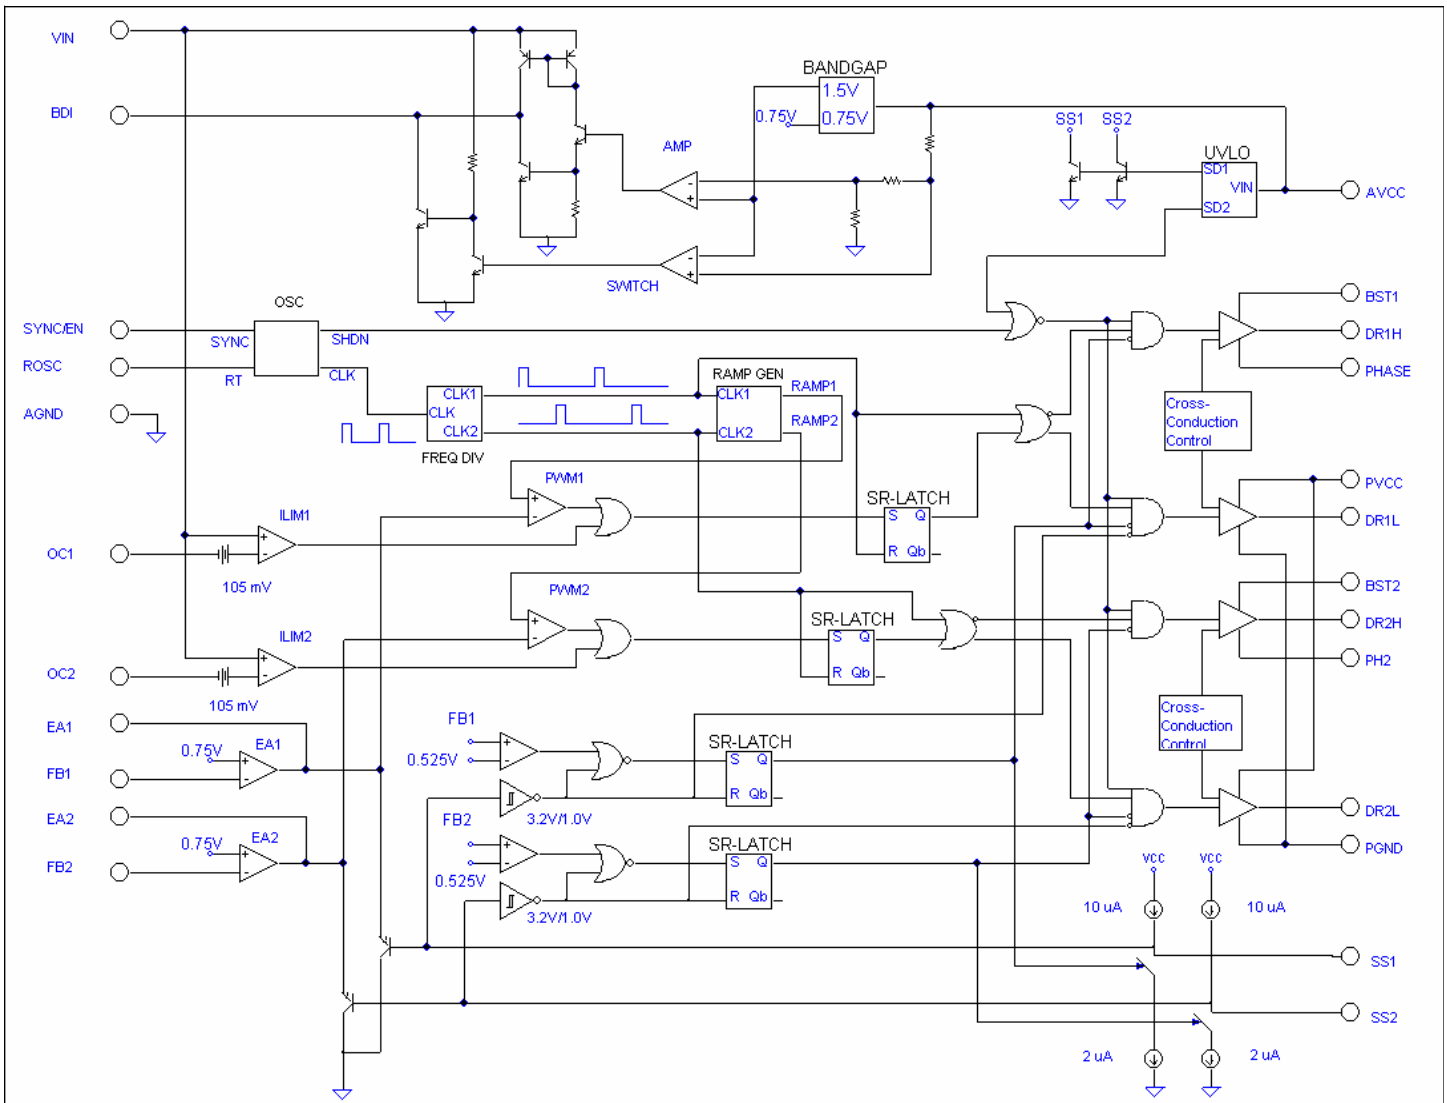 VIN
BANDGAP
1.5V
BDI
0.75V
0.75V
SS1
SS2
AMP
UVLO
SD1
VIN
SD2
AVCC
SWITCH
BST1
OSC
SYNC/EN
SYNC
SHDN
DR1H
ROSC
RT
CLK
RAMP GEN
PHASE
CLK1
CLK1
RAMP1
AGND
CLK
RAMP2
CLK2
CLK2
Cross-
Conduction
Control
FREQ DIV
PWM1
+
-
SR-LATCH
S Q
R Qb
PVCC
ILIM1
+
-
DR1L
OC1
105 mV
PWM2
+
-
BST2
SR-LATCH
S Q
R Qb
DR2H
ILIM2
+
-
PH2
OC2
105 mV
Cross-
Conduction
Control
EA1
FB1
+
-
0.75V
EA1
+
-
0.525V
SR-LATCH
S Q
R Qb
FB1
3.2V/1.0V
EA2
FB2
DR2L
0.75V
EA2
+
-
+
-
SR-LATCH
S Q
R Qb
PGND
FB2
0.525V
VCC
VCC
3.2V/1.0V
10 uA
10 uA
SS1
SS2
2 uA
2 uA